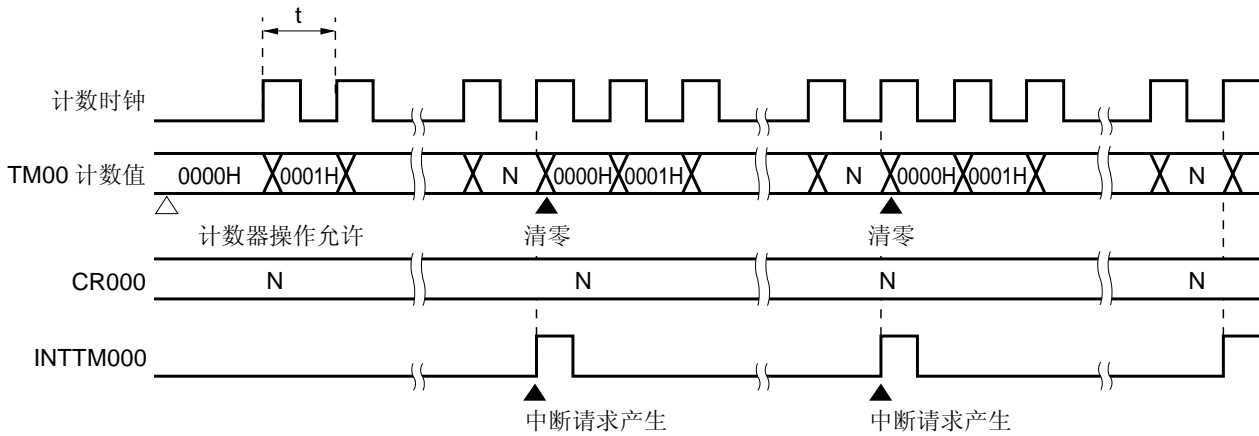 t
计数时钟
TM00 计数值 0000H 0001H N 0000H 0001H N 0000H 0001H N
计数器操作允许 清零 清零
CR000 N N N N
INTTM000
中断请求产生 中断请求产生